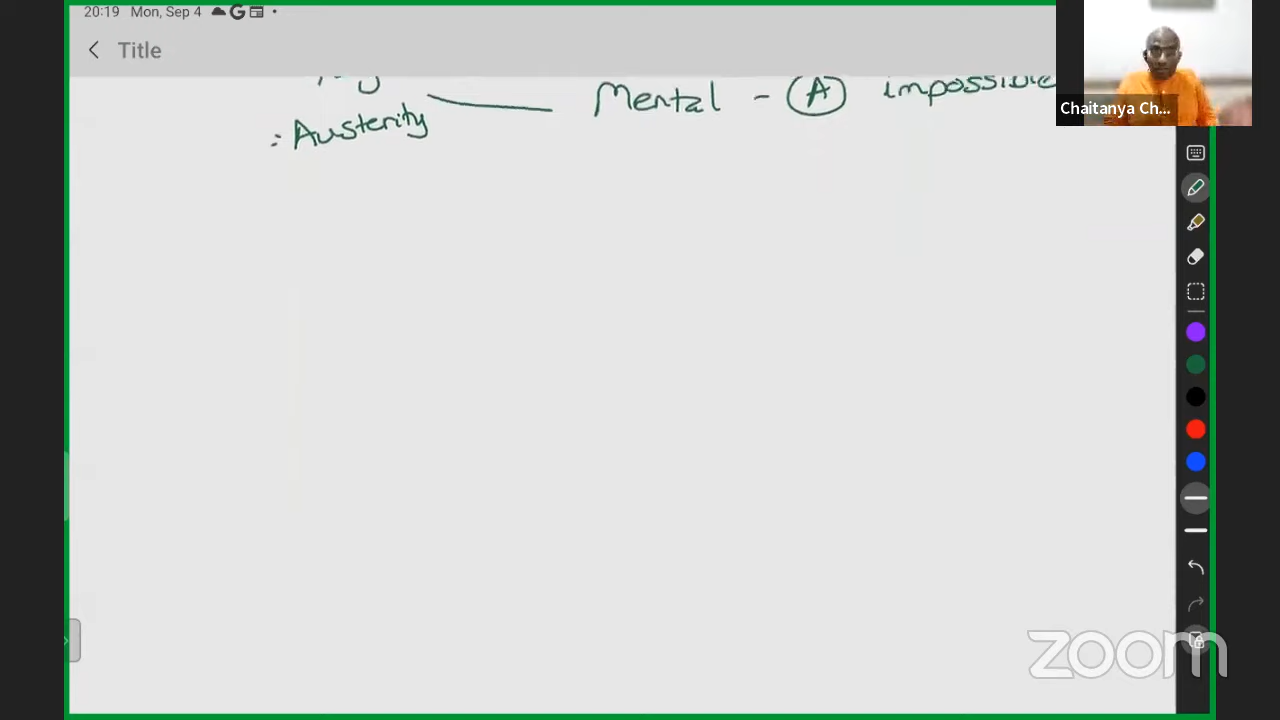 20:19 Mon, Sep 4
Title
Mental - A impossible
: Austerity
Chaitanya Ch...
zoom